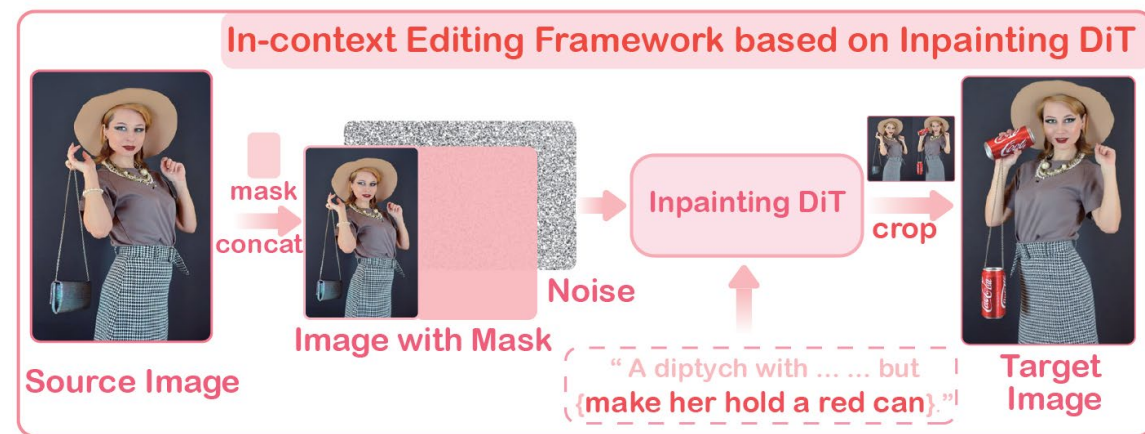 In-context Editing Framework based on Inpainting DiT
mask
concat
Source Image
Image with Mask
Noise
Inpainting DiT
crop
“ A diptych with ... ... but
{make her hold a red can}.”
Target
Image